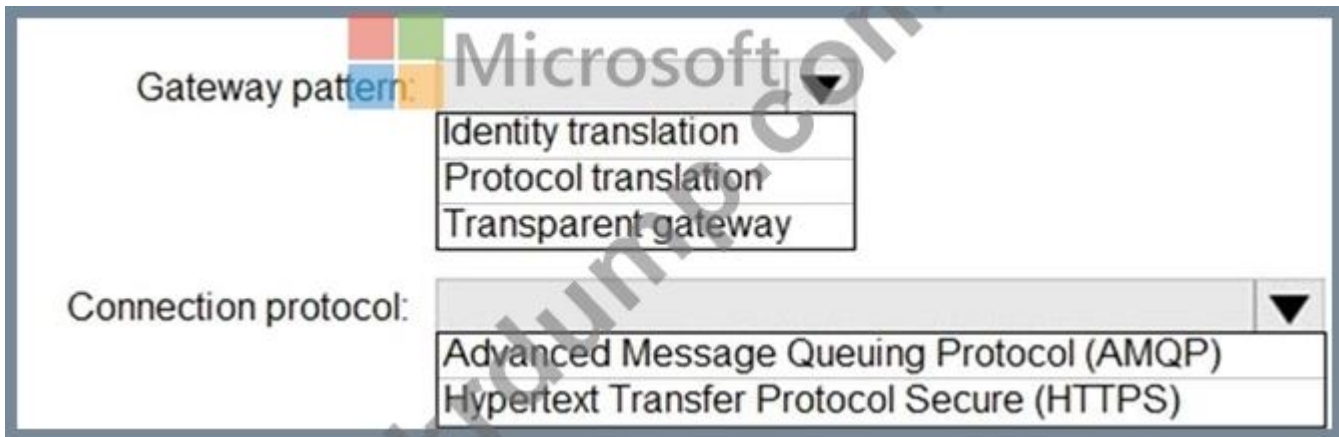 Microsoft
Gateway pattern:
Identity translation
Protocol translation
Transparent gateway
Connection protocol:
Advanced Message Queuing Protocol (AMQP)
Hypertext Transfer Protocol Secure (HTTPS)